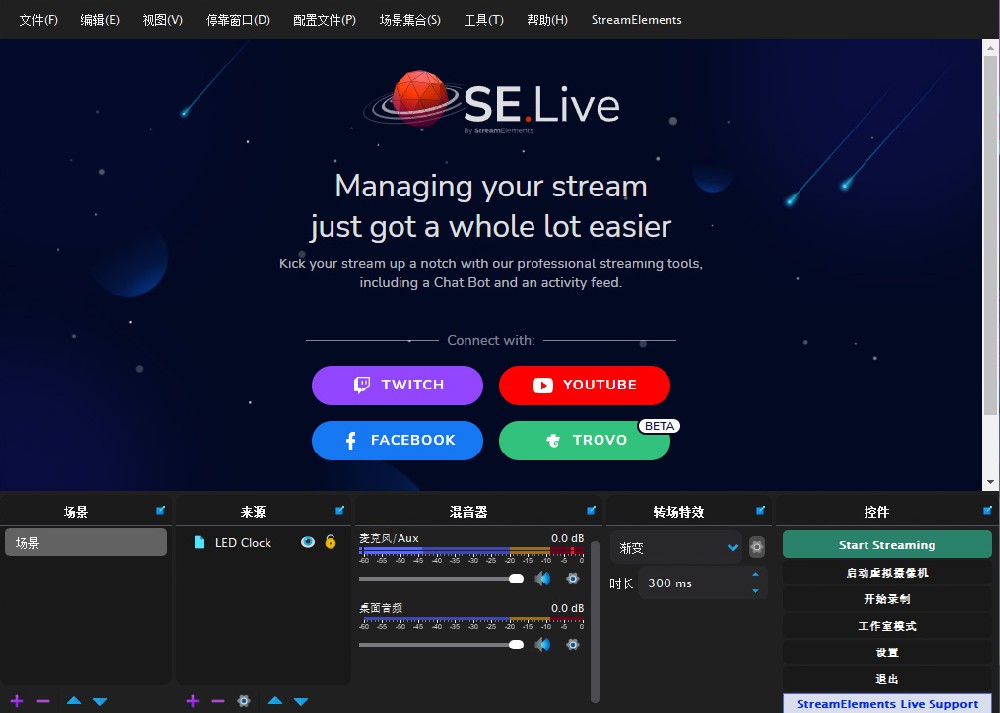 文件(F) 编辑(E) 视图(V) 停靠窗口(D) 配置文件(P) 场景集合(S) 工具(T) 帮助(H) StreamElements
SE.Live
by StreamElements
Managing your stream
just got a whole lot easier
Kick your stream up a notch with our professional streaming tools,
including a Chat Bot and an activity feed.
Connect with:
TWITCH
YOUTUBE
FACEBOOK
TROVO
BETA
场景
场景
来源
LED Clock
混音器
麦克风/Aux 0.0 dB
-60 -55 -50 -45 -40 -35 -30 -25 -20 -15 -10 -5 0
桌面音频 0.0 dB
-60 -55 -50 -45 -40 -35 -30 -25 -20 -15 -10 -5 0
转场特效
渐变
时长 300 ms
控件
Start Streaming
启动虚拟摄像机
开始录制
工作室模式
设置
退出
StreamElements Live Support